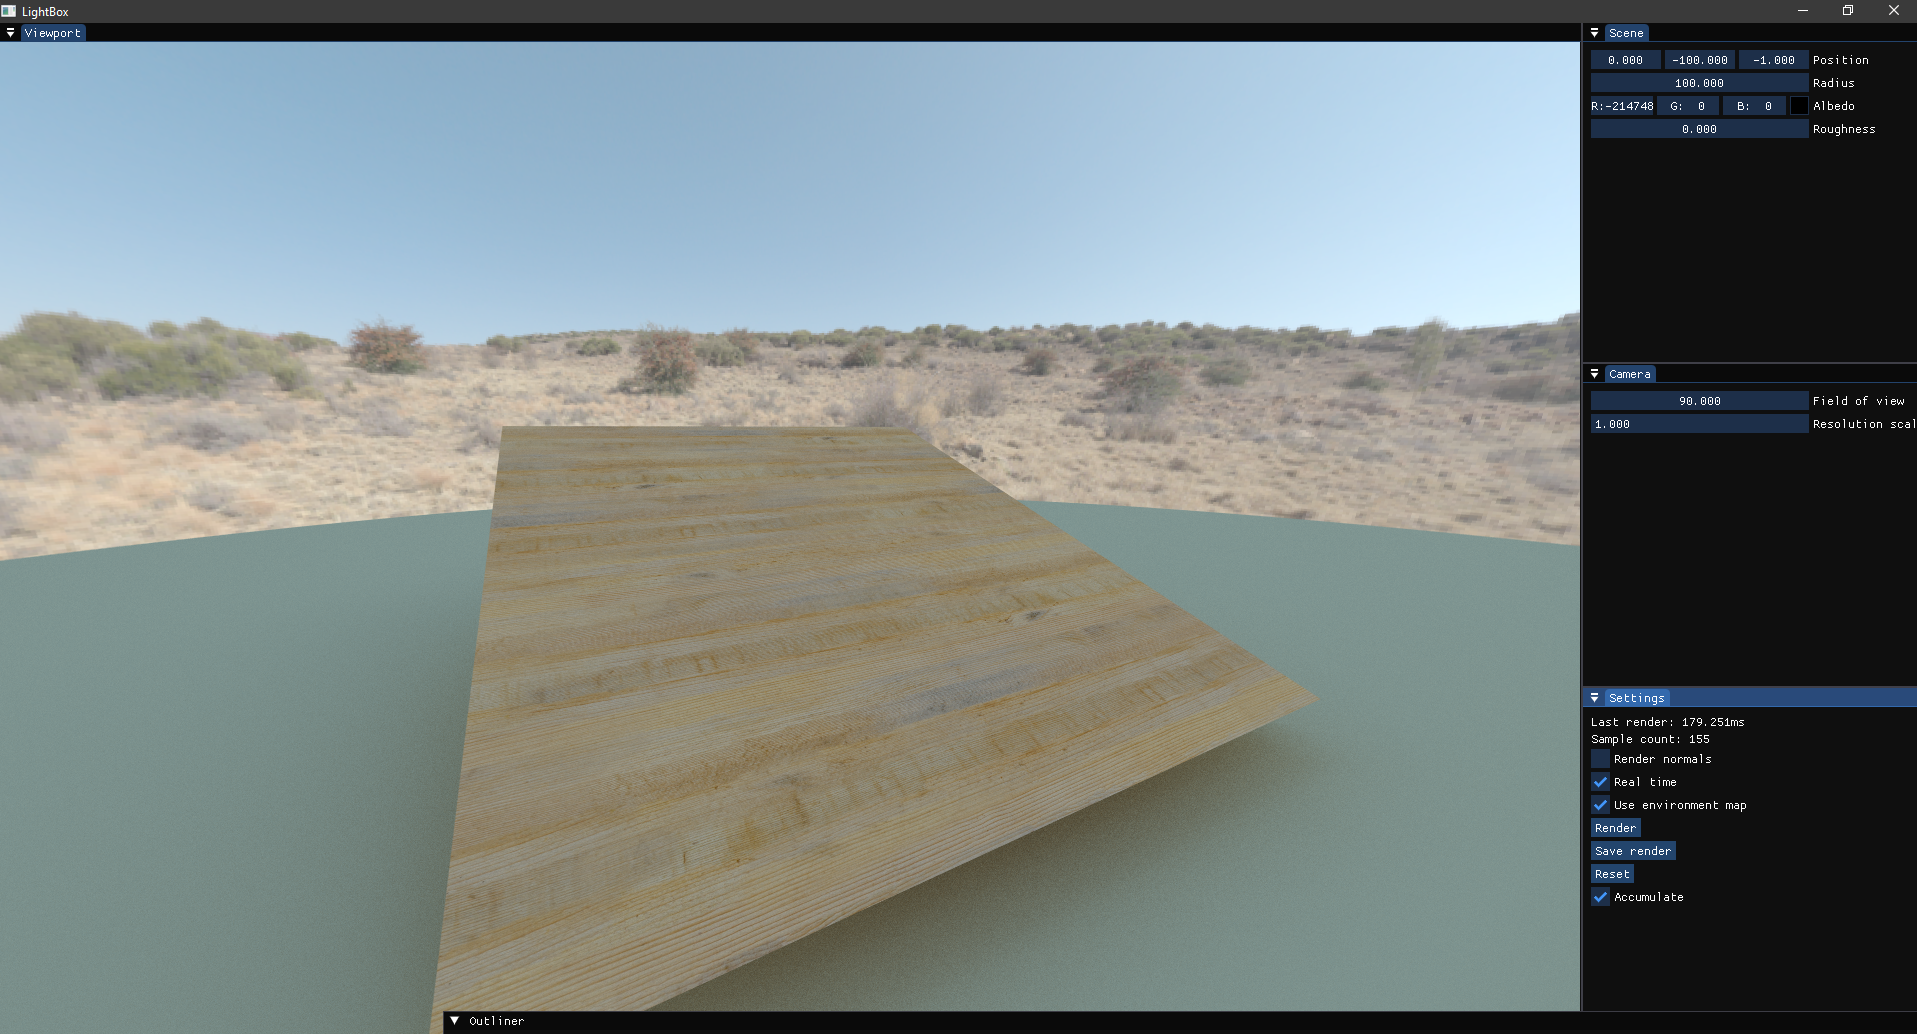 LightBox
Viewport
Scene
0.000 -100.000 -1.000 Position
100.000 Radius
R:-214748 G: 0 B: 0 Albedo
0.000 Roughness
Camera
90.000 Field of view
1.000 Resolution scal
Settings
Last render: 179.251ms
Sample count: 155
Render normals
Real time
Use environment map
Render
Save render
Reset
Accumulate
Outliner